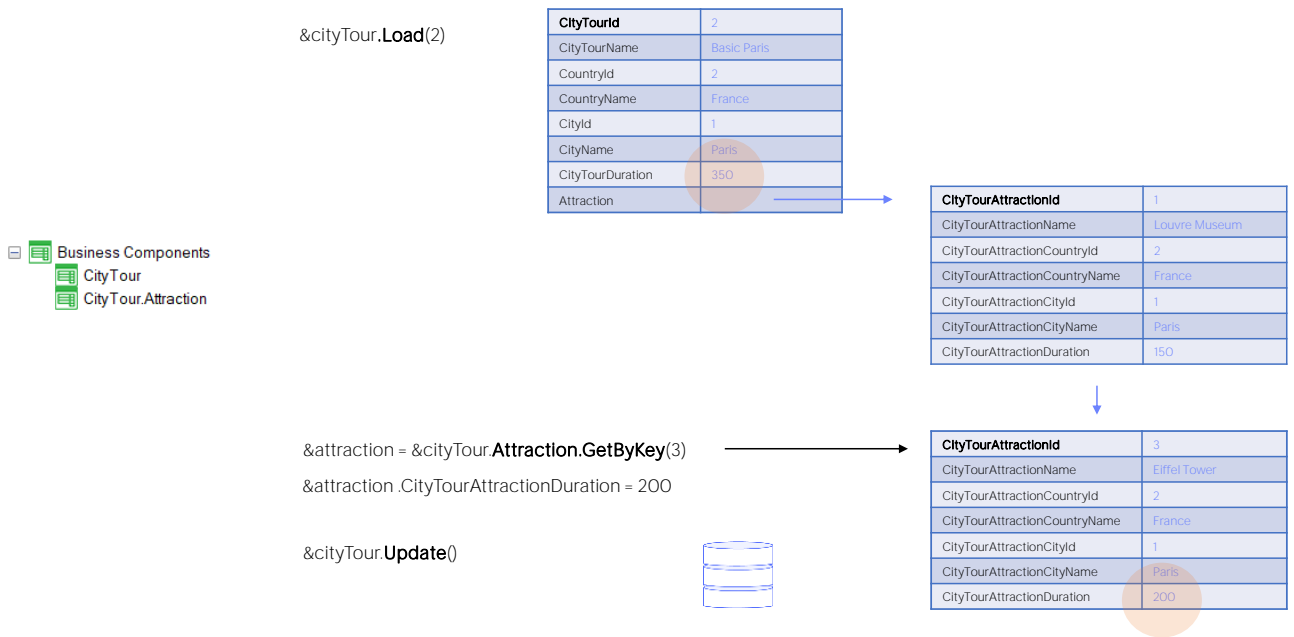 &cityTour.Load(2)
CityTourId 2
CityTourName Basic Paris
CountryId 2
CountryName France
CityId 1
CityName Paris
CityTourDuration 350
Attraction
CityTourAttractionId 1
CityTourAttractionName Louvre Museum
CityTourAttractionCountryId 2
CityTourAttractionCountryName France
CityTourAttractionCityId 1
CityTourAttractionCityName Paris
CityTourAttractionDuration 150
Business Components
CityTour
CityTour.Attraction
&attraction = &cityTour.Attraction.GetByKey(3)
&attraction .CityTourAttractionDuration = 200
&cityTour.Update()
CityTourAttractionId 3
CityTourAttractionName Eiffel Tower
CityTourAttractionCountryId 2
CityTourAttractionCountryName France
CityTourAttractionCityId 1
CityTourAttractionCityName Paris
CityTourAttractionDuration 200